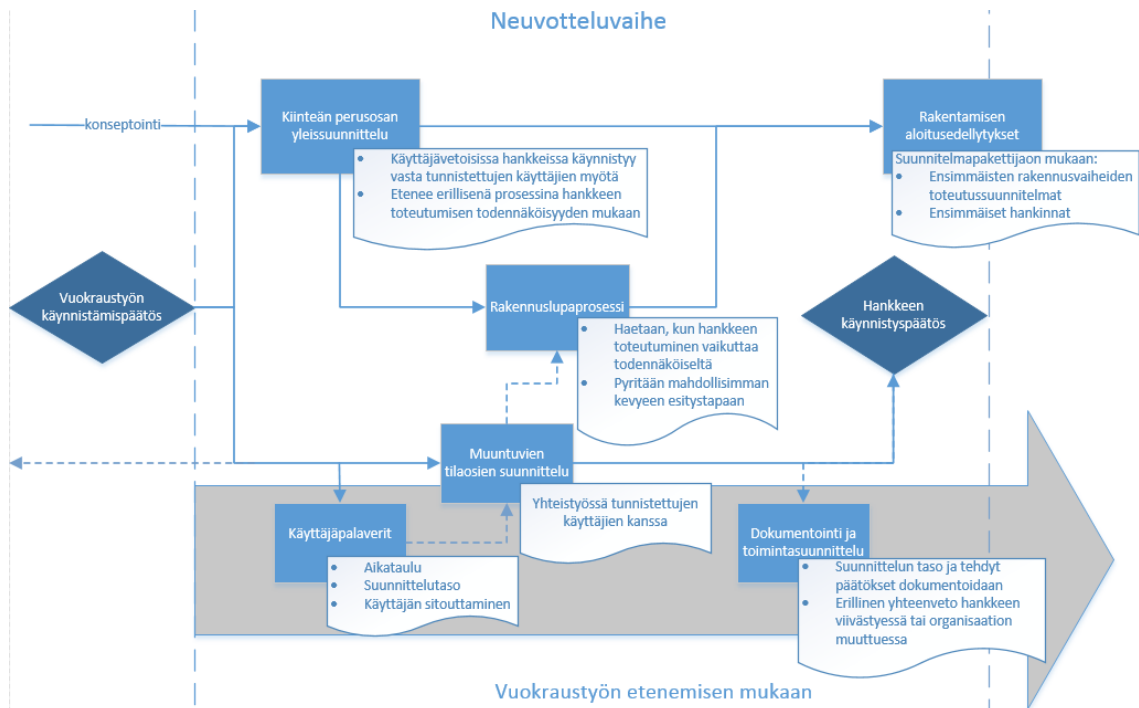 Neuvotteluvaihe
konseptointi
Kiinteän perusosan
yleissuunnittelu
• Käyttäjävetoisissa hankkeissa käynnistyy
vasta tunnistettujen käyttäjien myötä
• Etenee erillisenä prosessina hankkeen
toteutumisen todennäköisyyden mukaan
Rakentamisen
aloitusedellytykset
Suunnitelmapakettijaon mukaan:
• Ensimmäisten rakennusvaiheiden
toteutussuunnitelmat
• Ensimmäiset hankinnat
Vuokraustyön
käynnistämispäätös
Rakennuslupaprosessi
• Haetaan, kun hankkeen
toteutuminen vaikuttaa
todennäköiseltä
• Pyritään mahdollisimman
kevyeen esitystapaan
Hankkeen
käynnistyspäätös
Muuntuvien
tilaosien suunnittelu
Yhteistyössä tunnistettujen
käyttäjien kanssa
Käyttäjäpalaverit
• Aikataulu
• Suunnittelutaso
• Käyttäjän sitouttaminen
Dokumentointi ja
toimintasuunnittelu
• Suunnittelun taso ja tehdyt
päätökset dokumentoidaan
• Erillinen yhteenveto hankkeen
viivästyessä tai organisaation
muuttuessa
Vuokraustyön etenemisen mukaan